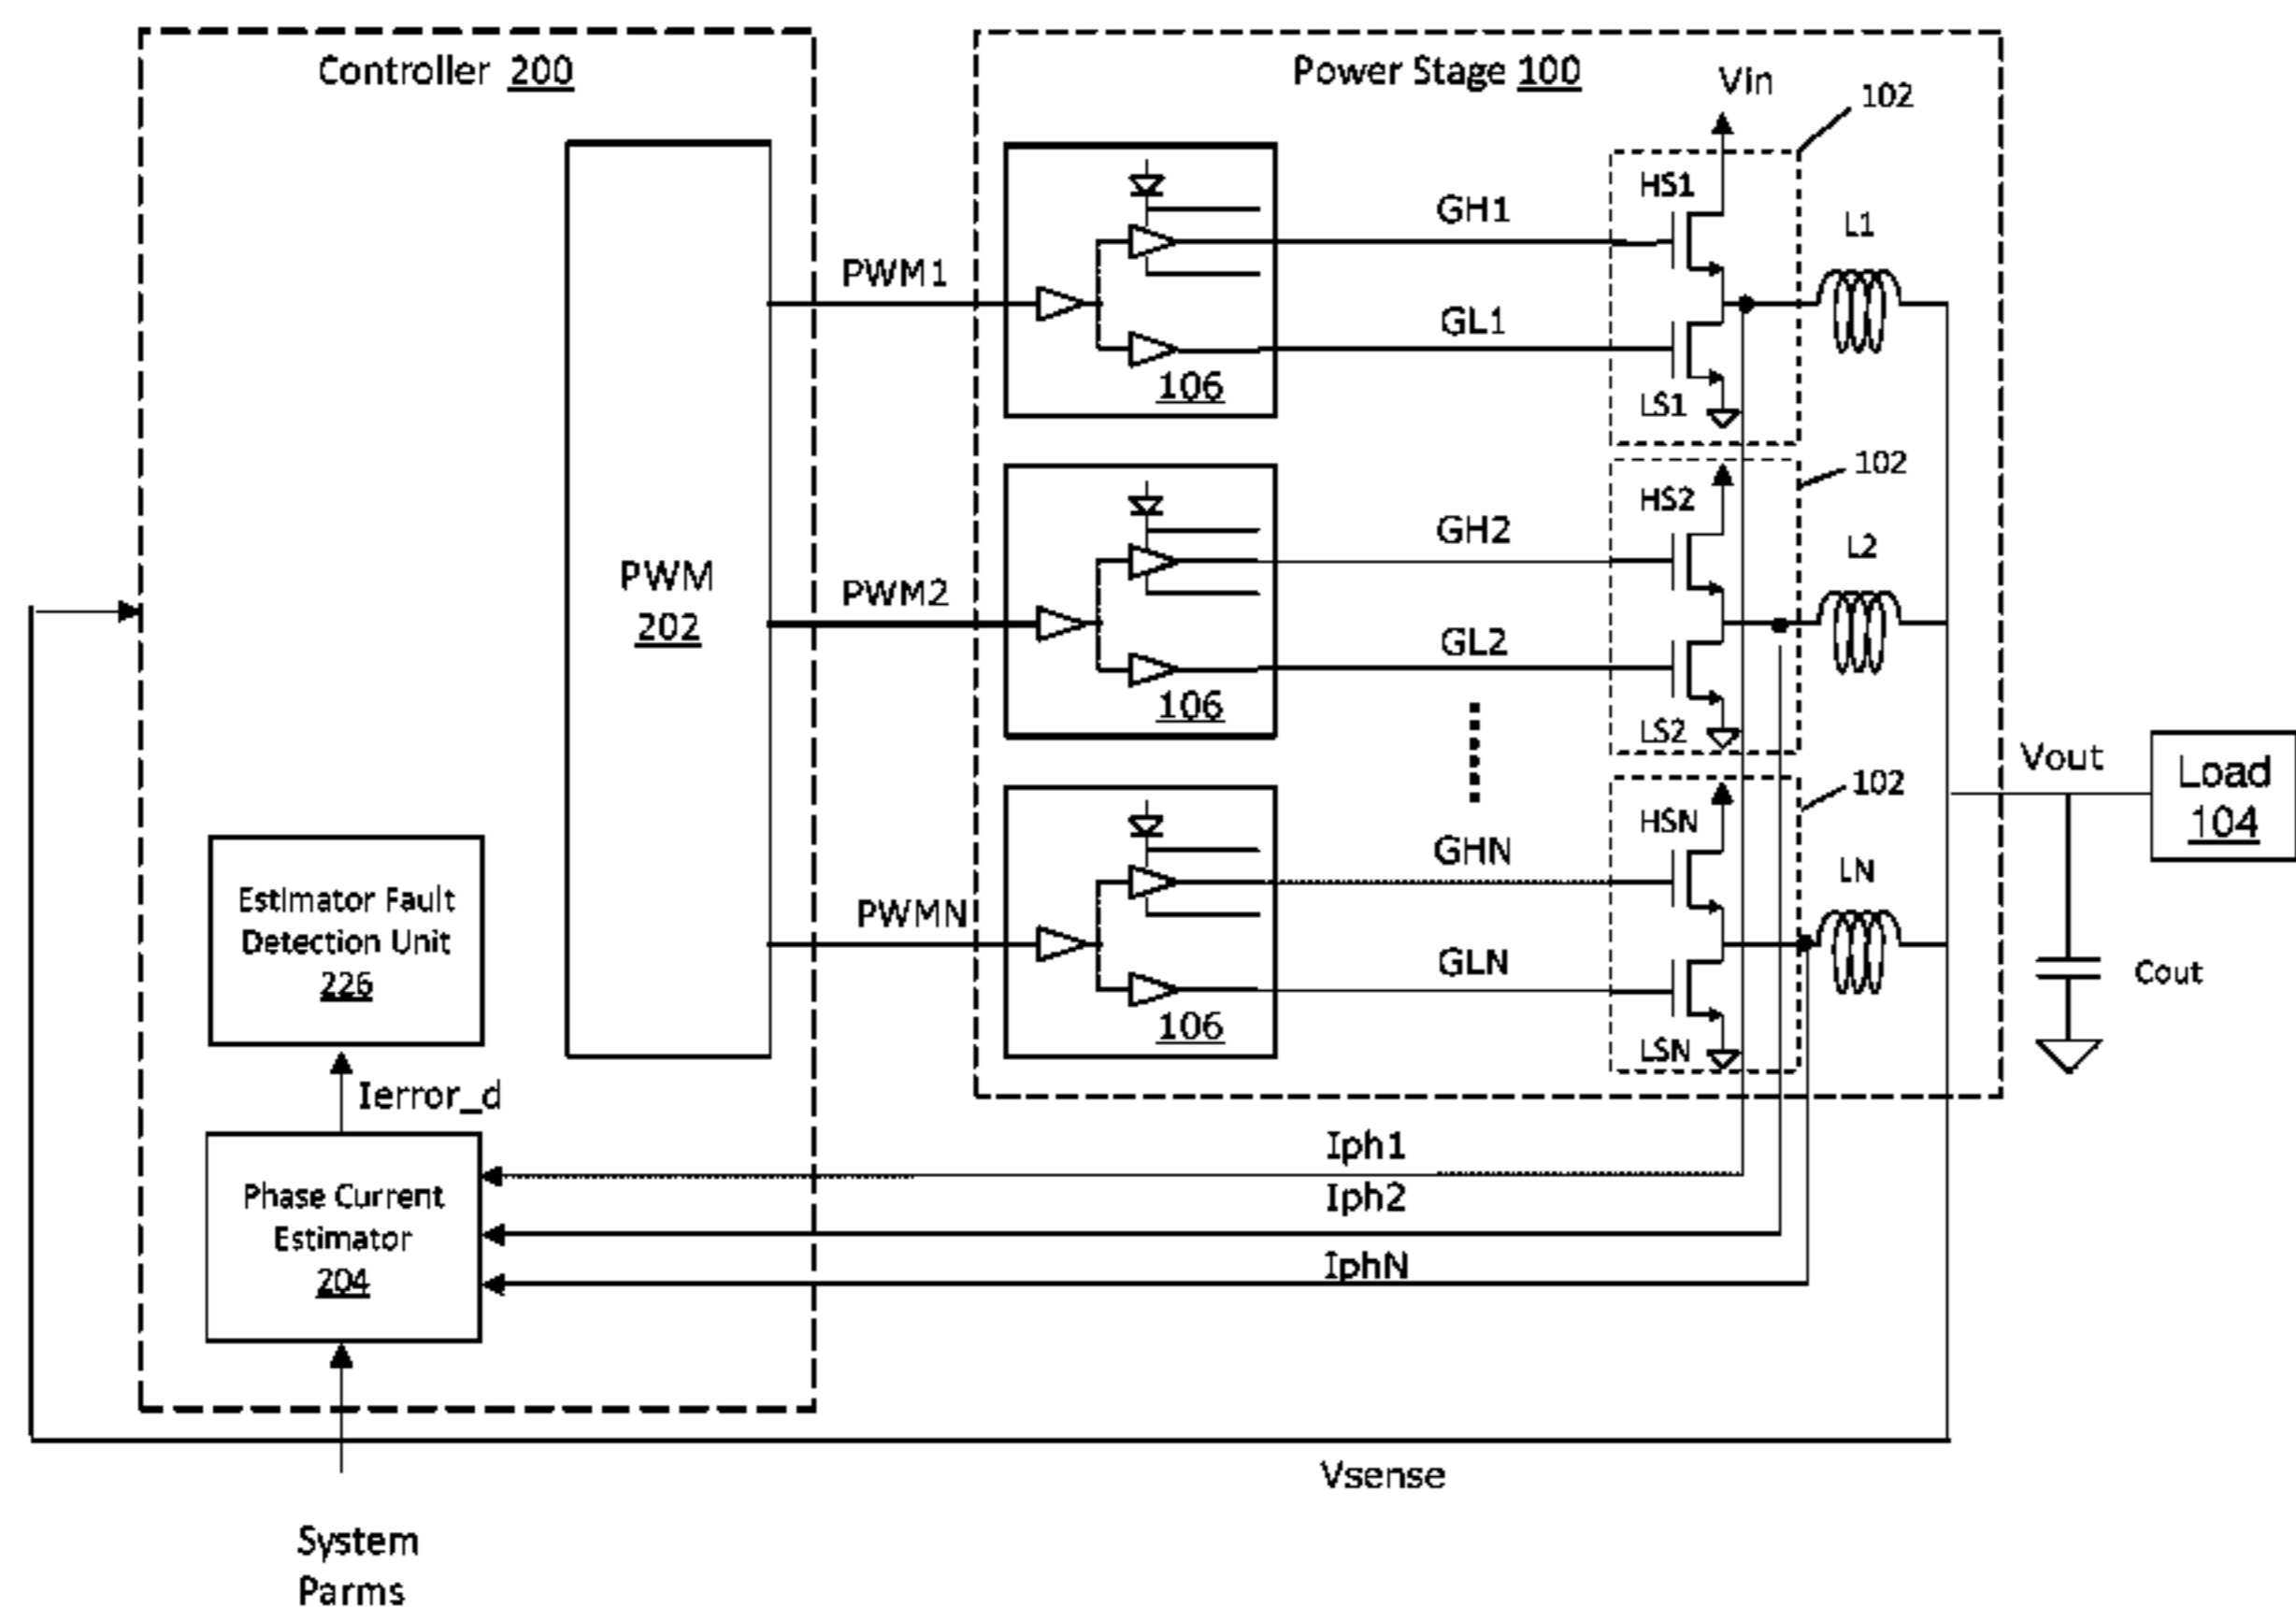 Controller 200
Power Stage 100
Vin
102
HS1
GH1
L1
PWM1
GL1
106
LS1
102
HS2
GH2
L2
PWM
202
PWM2
GL2
106
LS2
Vout
Load
104
102
HSN
GHN
LN
Estimator Fault
Detection Unit
226
PWMN
GLN
Cout
106
LSN
Ierror_d
Iph1
Phase Current
Estimator
204
Iph2
IphN
Vsense
System
Parms